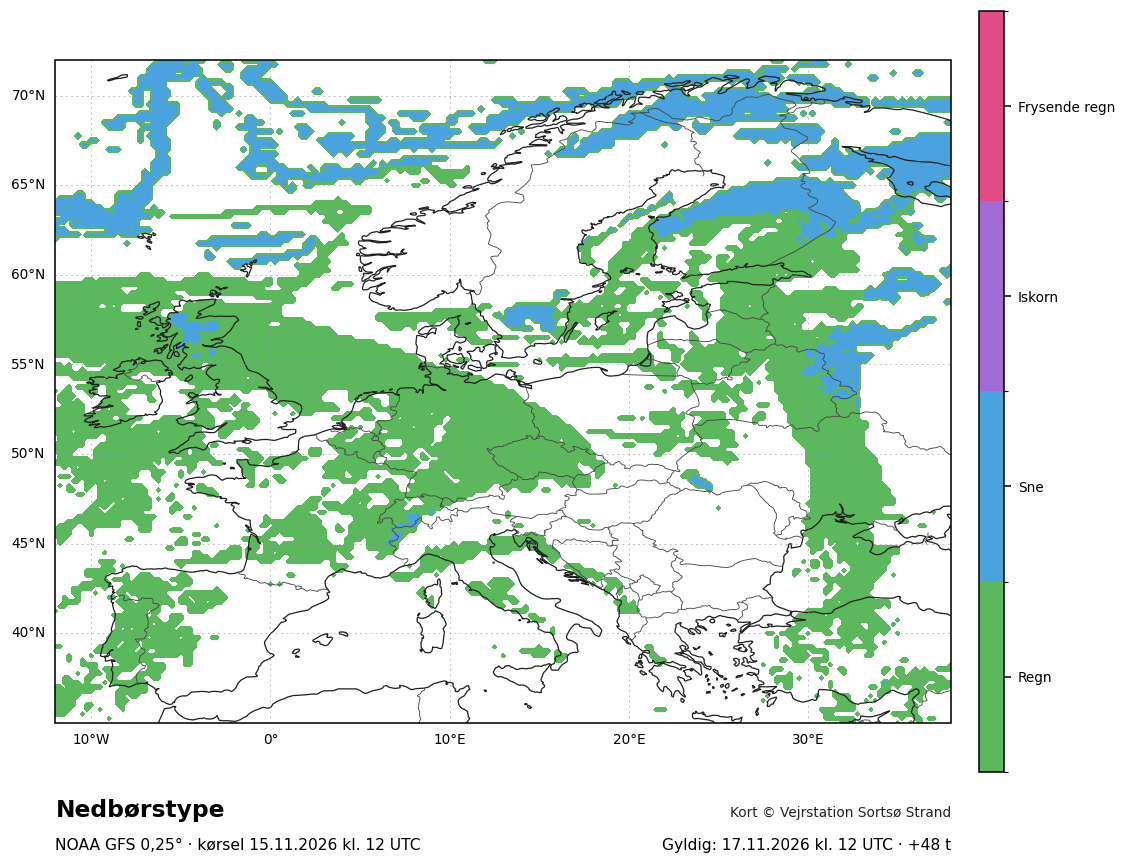 Frysende regn
Iskorn
Sne
Regn
70°N
65°N
60°N
55°N
50°N
45°N
40°N
10°W
0°
10°E
20°E
30°E
Nedbørstype
Kort © Vejrstation Sortsø Strand
NOAA GFS 0,25° · kørsel 15.11.2026 kl. 12 UTC
Gyldig: 17.11.2026 kl. 12 UTC · +48 t